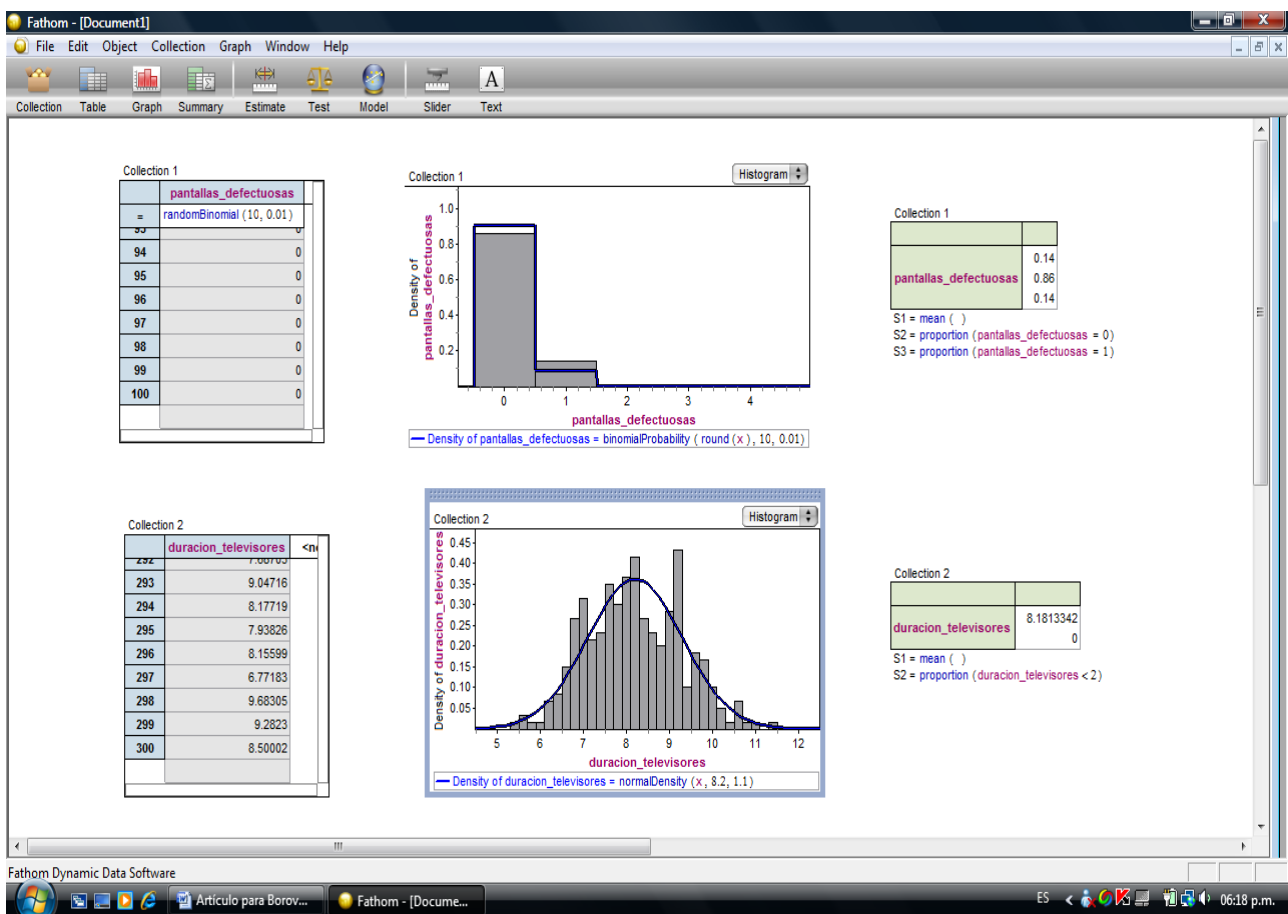 Fathom - [Document1]
File Edit Object Collection Graph Window Help
Collection Table Graph Summary Estimate Test Model Slider Text
Collection 1
pantallas_defectuosas
= randomBinomial (10, 0.01)
93 0
94 0
95 0
96 0
97 0
98 0
99 0
100 0
Collection 1
Histogram
Density of pantallas_defectuosas
1.0
0.8
0.6
0.4
0.2
0 1 2 3 4
pantallas_defectuosas
Density of pantallas_defectuosas = binomialProbability ( round (x), 10, 0.01)
Collection 1
pantallas_defectuosas
0.14
0.86
0.14
S1 = mean ( )
S2 = proportion (pantallas_defectuosas = 0)
S3 = proportion (pantallas_defectuosas = 1)
Collection 2
duracion_televisores <ne
292
293 9.04716
294 8.17719
295 7.93826
296 8.15599
297 6.77183
298 9.68305
299 9.2823
300 8.50002
Collection 2
Histogram
Density of duracion_televisores
0.45
0.40
0.35
0.30
0.25
0.20
0.15
0.10
0.05
5 6 7 8 9 10 11 12
duracion_televisores
Density of duracion_televisores = normalDensity (x, 8.2, 1.1)
Collection 2
duracion_televisores
8.1813342
0
S1 = mean ( )
S2 = proportion (duracion_televisores < 2)
Fathom Dynamic Data Software
Artículo para Borov...
Fathom - [Docume...
ES
06:18 p.m.